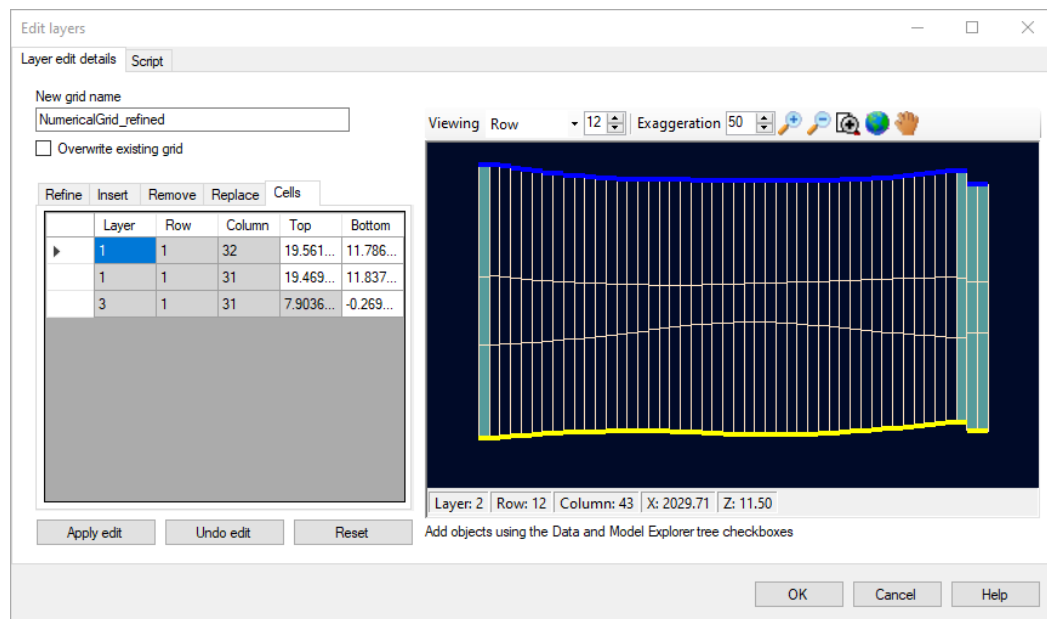 Edit layers
Layer edit details Script
New grid name
NumericalGrid_refined
Overwrite existing grid
Viewing Row 12 Exaggeration 50
Refine Insert Remove Replace Cells
Layer Row Column Top Bottom
1 1 32 19.561... 11.786...
1 1 31 19.469... 11.837...
3 1 31 7.9036... -0.269...
Layer: 2 Row: 12 Column: 43 X: 2029.71 Z: 11.50
Apply edit Undo edit Reset
Add objects using the Data and Model Explorer tree checkboxes
OK Cancel Help